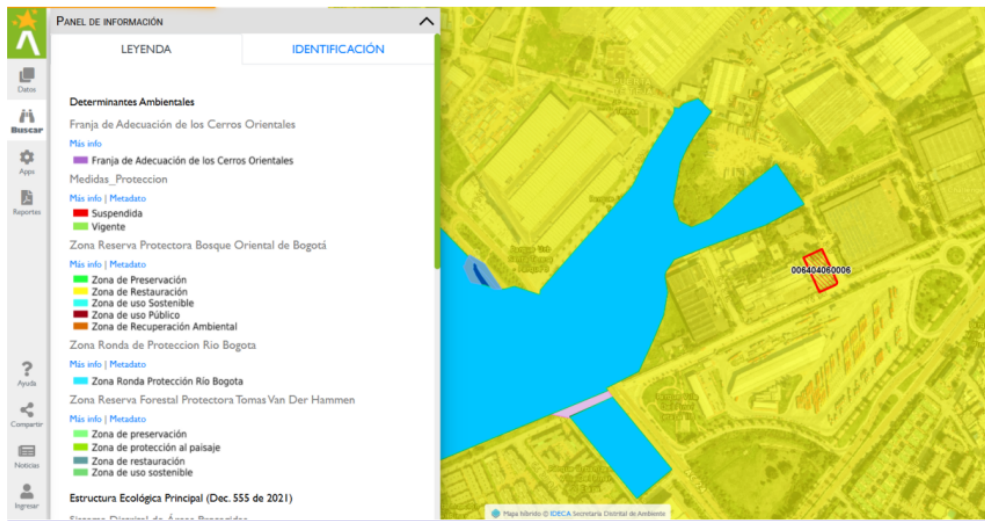 PANEL DE INFORMACIÓN
LEYENDA
IDENTIFICACIÓN
Datos
Buscar
Apps
Reportes
Ayuda
Compartir
Noticias
Ingresar
Determinantes Ambientales
Franja de Adecuación de los Cerros Orientales
Más info
Franja de Adecuación de los Cerros Orientales
Medidas_Proteccion
Más info | Metadato
Suspendida
Vigente
Zona Reserva Protectora Bosque Oriental de Bogotá
Más info | Metadato
Zona de Preservación
Zona de Restauración
Zona de uso Sostenible
Zona de uso Público
Zona de Recuperación Ambiental
Zona Ronda de Proteccion Rio Bogota
Más info | Metadato
Zona Ronda Protección Río Bogota
Zona Reserva Forestal Protectora Tomas Van Der Hammen
Más info | Metadato
Zona de preservación
Zona de protección al paisaje
Zona de restauración
Zona de uso sostenible
Estructura Ecológica Principal (Dec. 555 de 2021)
Sistema Distrital de Áreas Protegidas
006404060006
Mapa híbrido © IDECA Secretaría Distrital de Ambiente